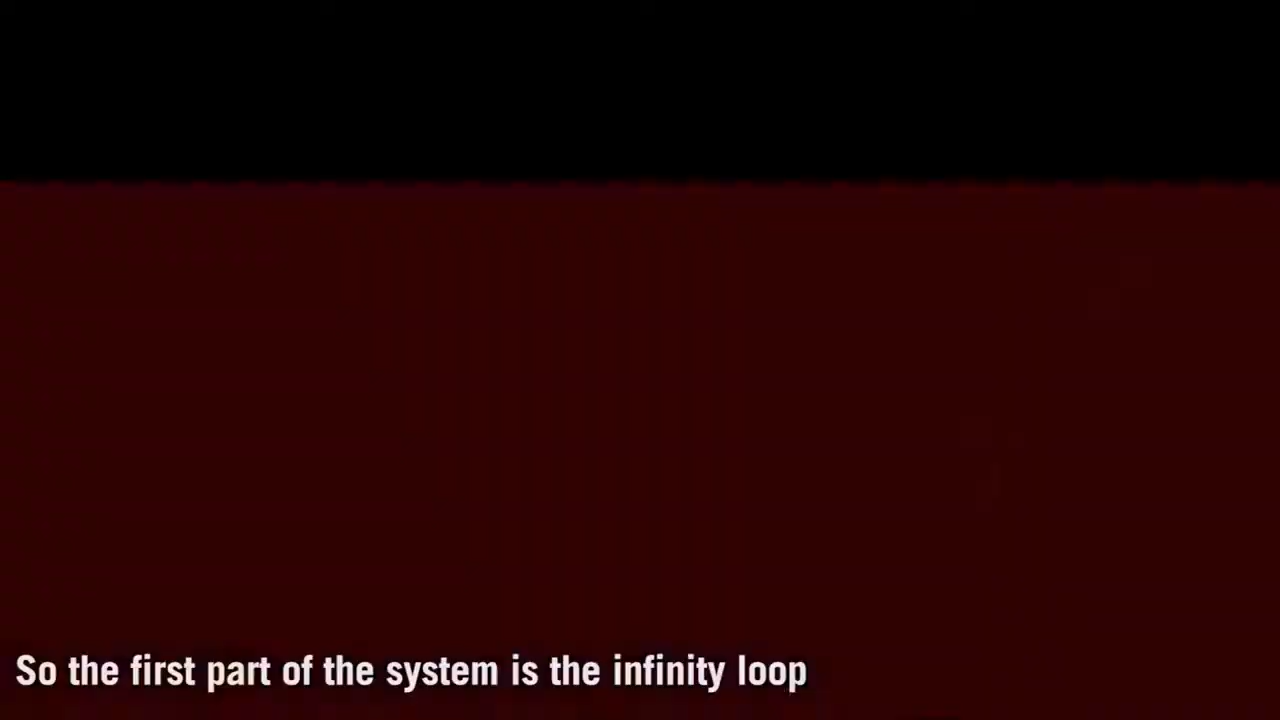 So the first part of the system is the infinity loop